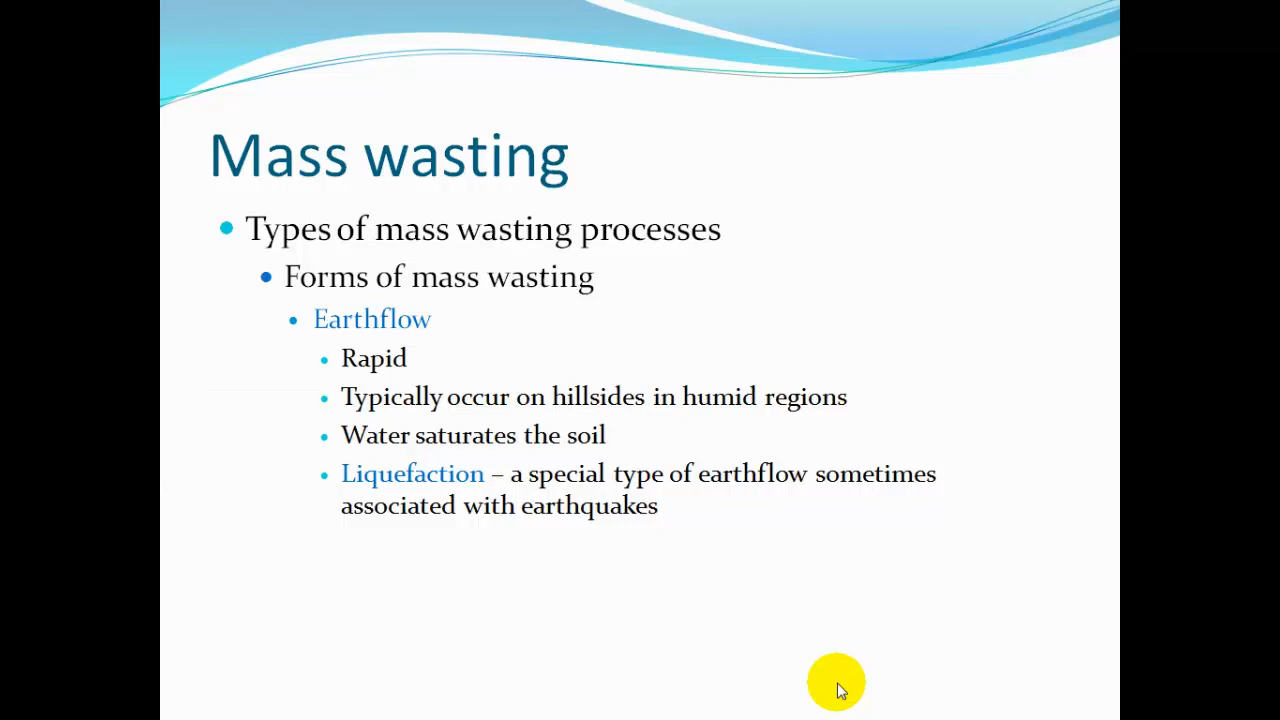 Mass wasting
Types of mass wasting processes
Forms of mass wasting
Earthflow
Rapid
Typically occur on hillsides in humid regions
Water saturates the soil
Liquefaction – a special type of earthflow sometimes
associated with earthquakes